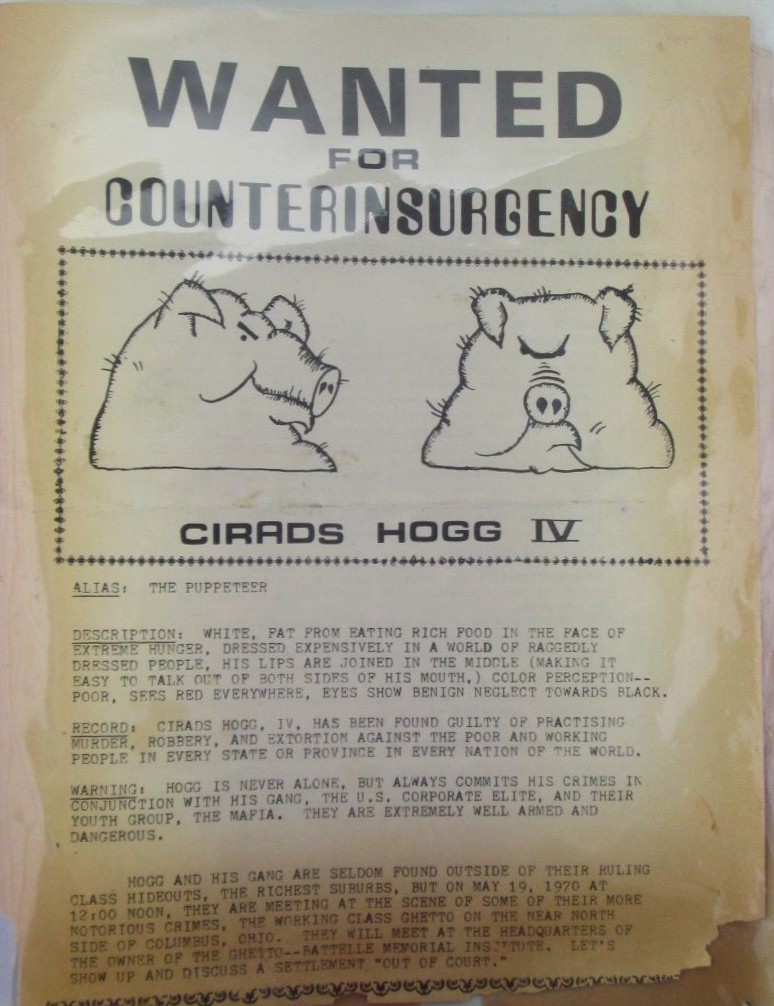 WANTED
FOR
COUNTERINSURGENCY
CIRADS HOGG IV
ALIAS: THE PUPPETEER
DESCRIPTION: WHITE, FAT FROM EATING RICH FOOD IN THE FACE OF
EXTREME HUNGER, DRESSED EXPENSIVELY IN A WORLD OF RAGGEDLY
DRESSED PEOPLE, HIS LIPS ARE JOINED IN THE MIDDLE (MAKING IT
EASY TO TALK OUT OF BOTH SIDES OF HIS MOUTH,) COLOR PERCEPTION--
POOR, SEES RED EVERYWHERE, EYES SHOW BENIGN NEGLECT TOWARDS BLACK.
RECORD: CIRADS HOGG, IV, HAS BEEN FOUND GUILTY OF PRACTISING
MURDER, ROBBERY, AND EXTORTION AGAINST THE POOR AND WORKING
PEOPLE IN EVERY STATE OR PROVINCE IN EVERY NATION OF THE WORLD.
WARNING: HOGG IS NEVER ALONE, BUT ALWAYS COMMITS HIS CRIMES IN
CONJUNCTION WITH HIS GANG, THE U.S. CORPORATE ELITE, AND THEIR
YOUTH GROUP, THE MAFIA. THEY ARE EXTREMELY WELL ARMED AND
DANGEROUS.
HOGG AND HIS GANG ARE SELDOM FOUND OUTSIDE OF THEIR RULING
CLASS HIDEOUTS, THE RICHEST SUBURBS, BUT ON MAY 19, 1970 AT
12:00 NOON, THEY ARE MEETING AT THE SCENE OF SOME OF THEIR MORE
NOTORIOUS CRIMES, THE WORKING CLASS GHETTO ON THE NEAR NORTH
SIDE OF COLUMBUS, OHIO. THEY WILL MEET AT THE HEADQUARTERS OF
THE OWNER OF THE GHETTO--BATTELLE MEMORIAL INSTITUTE. LET'S
SHOW UP AND DISCUSS A SETTLEMENT "OUT OF COURT."